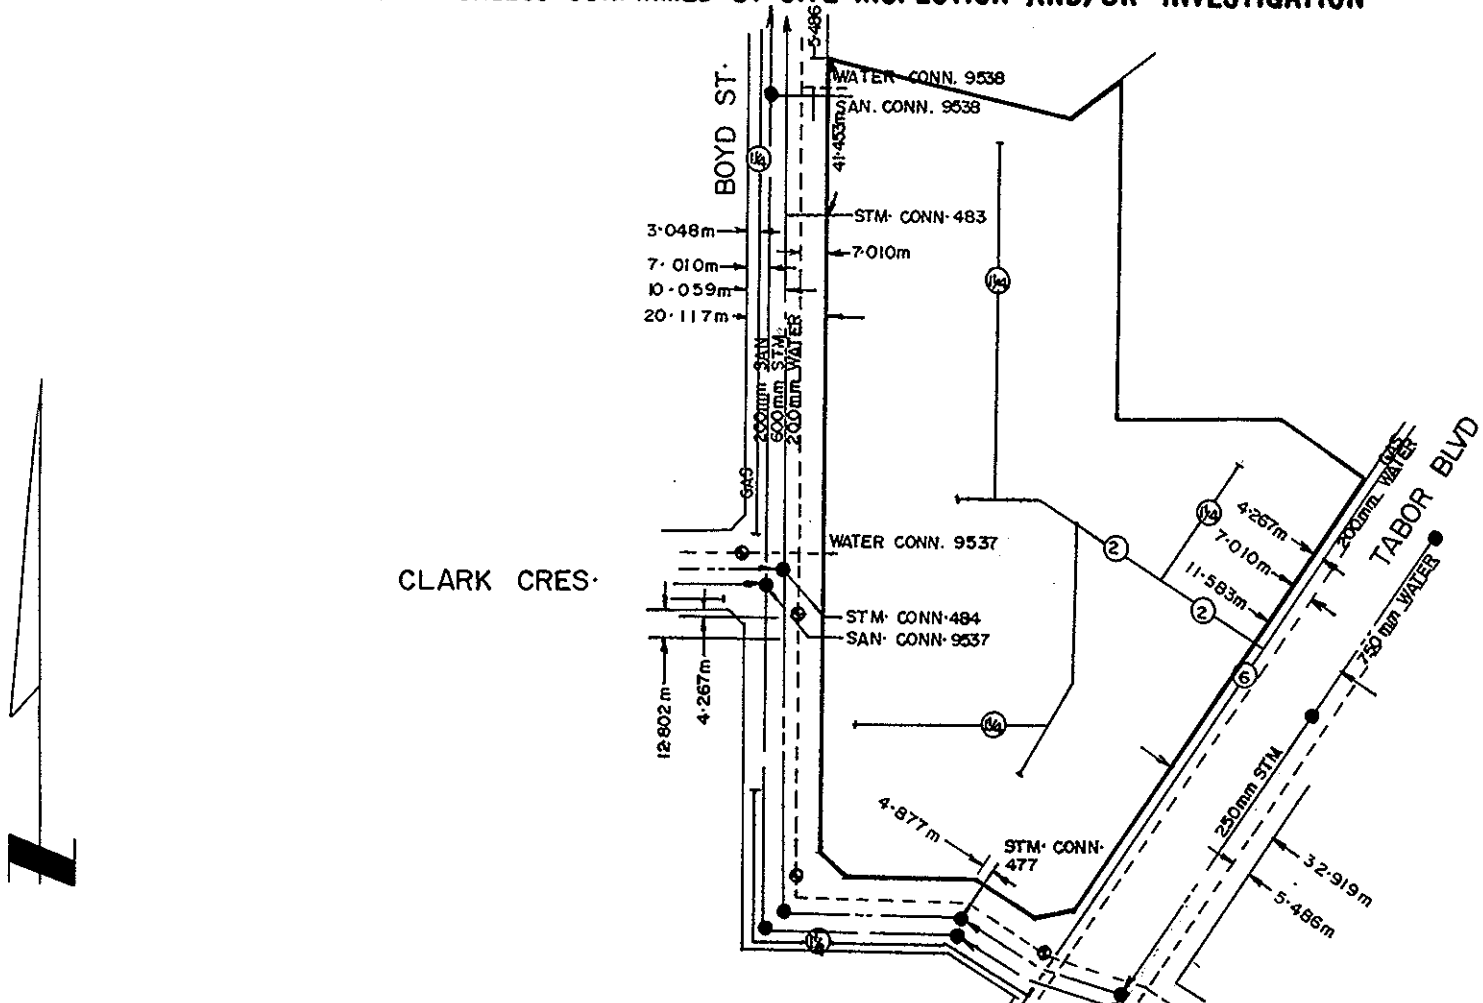 INSPECTION AND/OR INVESTIGATION
5·486
BOYD ST·
WATER CONN. 9538
SAN. CONN. 9538
41·453m
1¼
STM· CONN· 483
3·048m
7·010m
7·010m
10·059m
20·117m
1¼
200mm SAN
600mm STM·
200mm WATER
GAS
GAS
200mm WATER
TABOR BLVD
WATER CONN. 9537
CLARK CRES·
2
1¼
4·267m
7·010m
11·583m
2
STM· CONN·484
SAN· CONN·9537
750mm WATER
6
12·802m
4·267m
1¼
250mm STM
4·877m
STM· CONN·
477
32·919m
5·486m